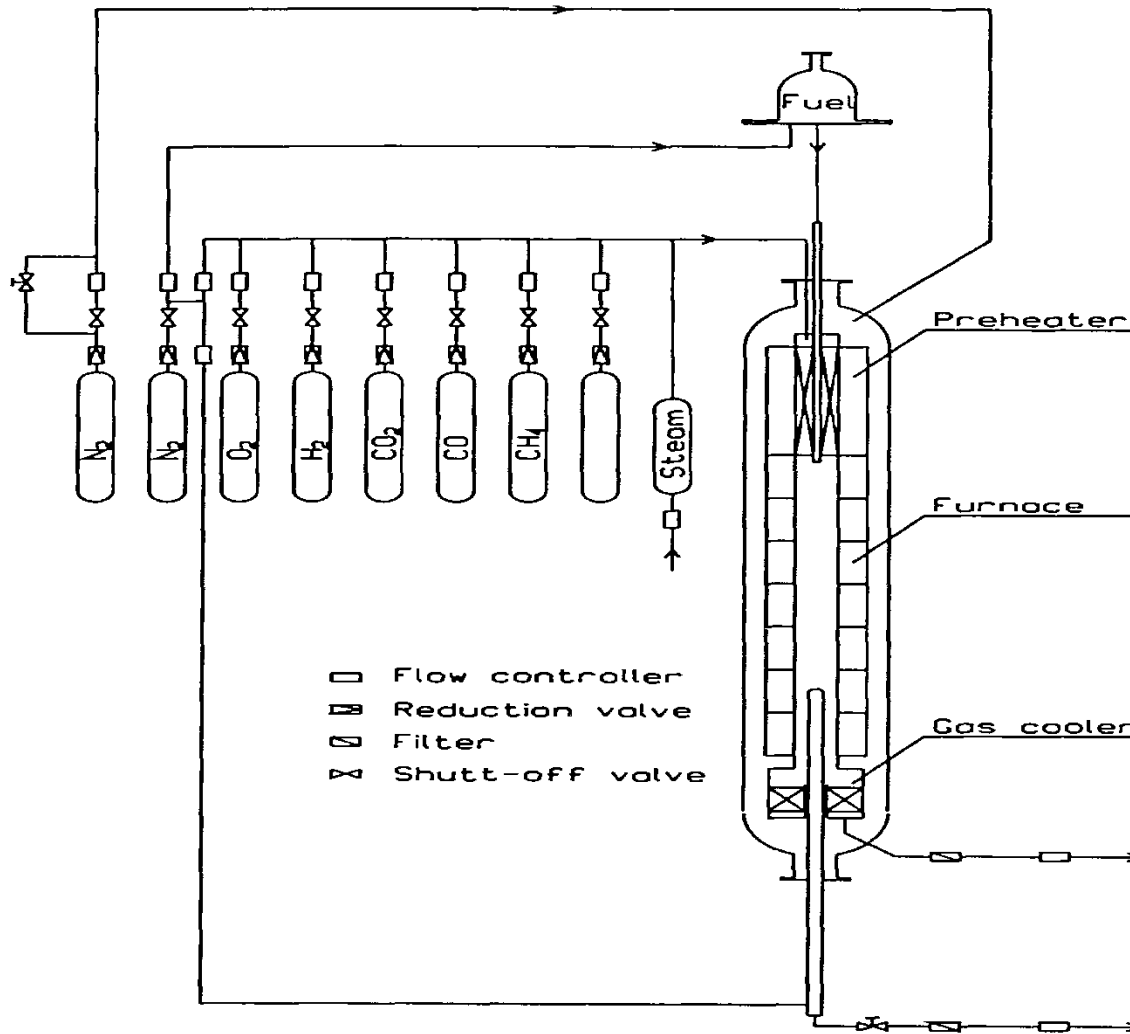 Fuel
Preheater
N₂
N₂
O₂
H₂
CO₂
CO
CH₄
Steam
Furnace
Flow controller
Reduction valve
Filter
Shutt-off valve
Gas cooler